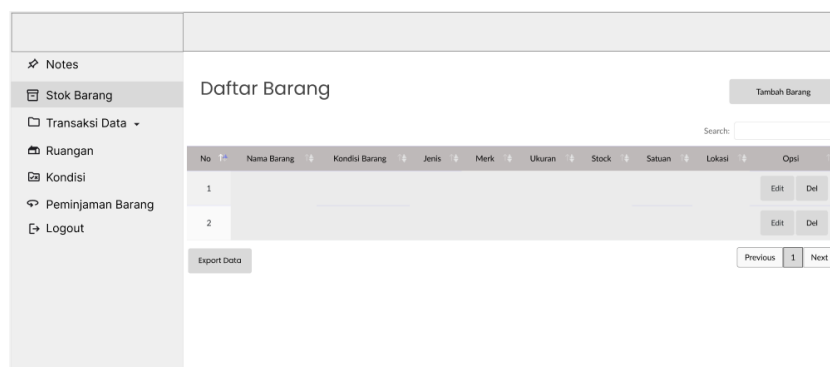 Notes
Stok Barang
Transaksi Data
Ruangan
Kondisi
Peminjaman Barang
Logout
Daftar Barang
Tambah Barang
Search:
No Nama Barang Kondisi Barang Jenis Merk Ukuran Stock Satuan Lokasi Opsi
1 Edit Del
2 Edit Del
Export Data
Previous 1 Next